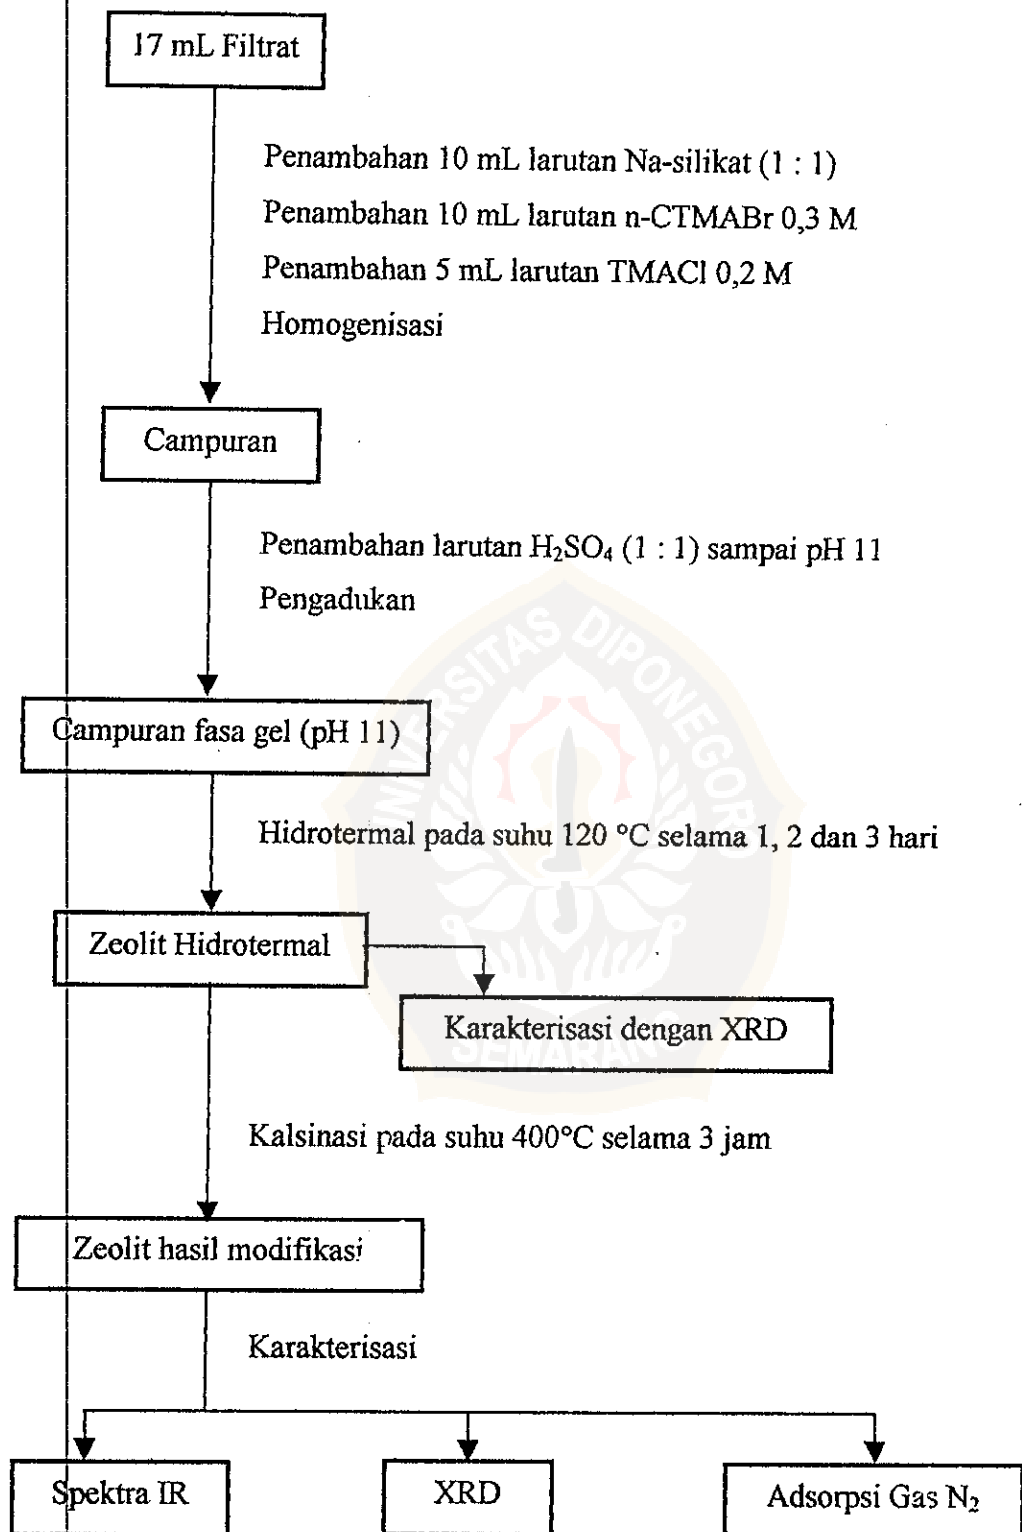 17 mL Filtrat
Penambahan 10 mL larutan Na-silikat (1 : 1)
Penambahan 10 mL larutan n-CTMABr 0,3 M
Penambahan 5 mL larutan TMACl 0,2 M
Homogenisasi
Campuran
Penambahan larutan H₂SO₄ (1 : 1) sampai pH 11
Pengadukan
Campuran fasa gel (pH 11)
Hidrotermal pada suhu 120 °C selama 1, 2 dan 3 hari
Zeolit Hidrotermal
Karakterisasi dengan XRD
Kalsinasi pada suhu 400°C selama 3 jam
Zeolit hasil modifikasi
Karakterisasi
Spektra IR
XRD
Adsorpsi Gas N₂
UNIVERSITAS DIPONEGORO
SEMARANG